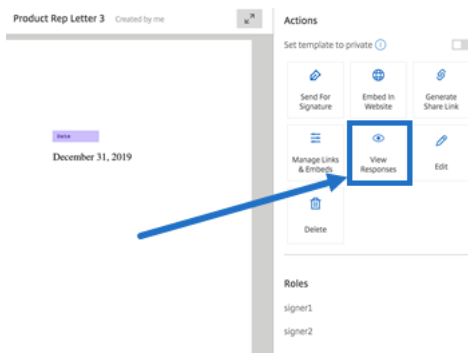 Product Rep Letter 3 Created by me
Actions
Set template to private
Send For
Signature
Embed In
Website
Generate
Share Link
Manage Links
& Embeds
View
Responses
Edit
Delete
Date
December 31, 2019
Roles
signer1
signer2